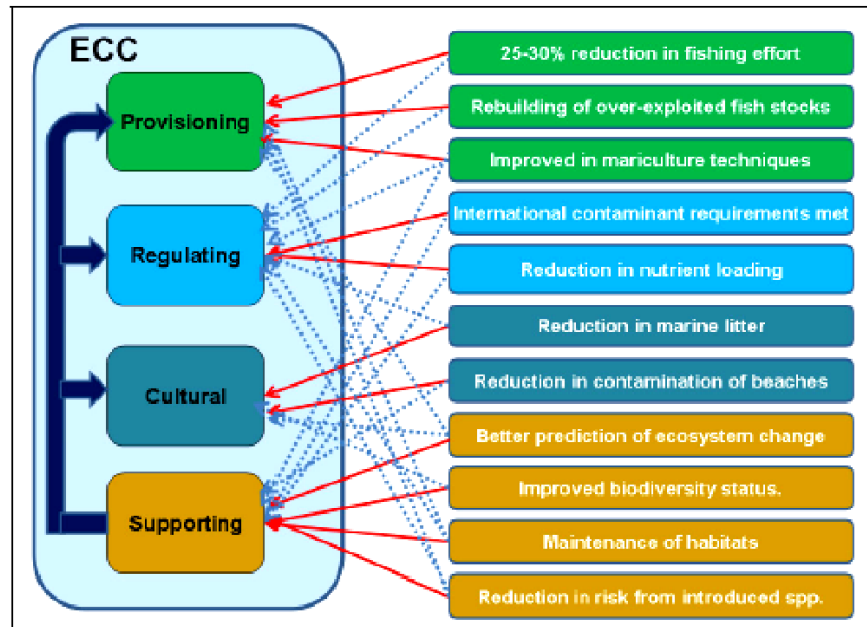 ECC
Provisioning
Regulating
Cultural
Supporting
25-30% reduction in fishing effort
Rebuilding of over-exploited fish stocks
Improved in mariculture techniques
International contaminant requirements met
Reduction in nutrient loading
Reduction in marine litter
Reduction in contamination of beaches
Better prediction of ecosystem change
Improved biodiversity status.
Maintenance of habitats
Reduction in risk from introduced spp.